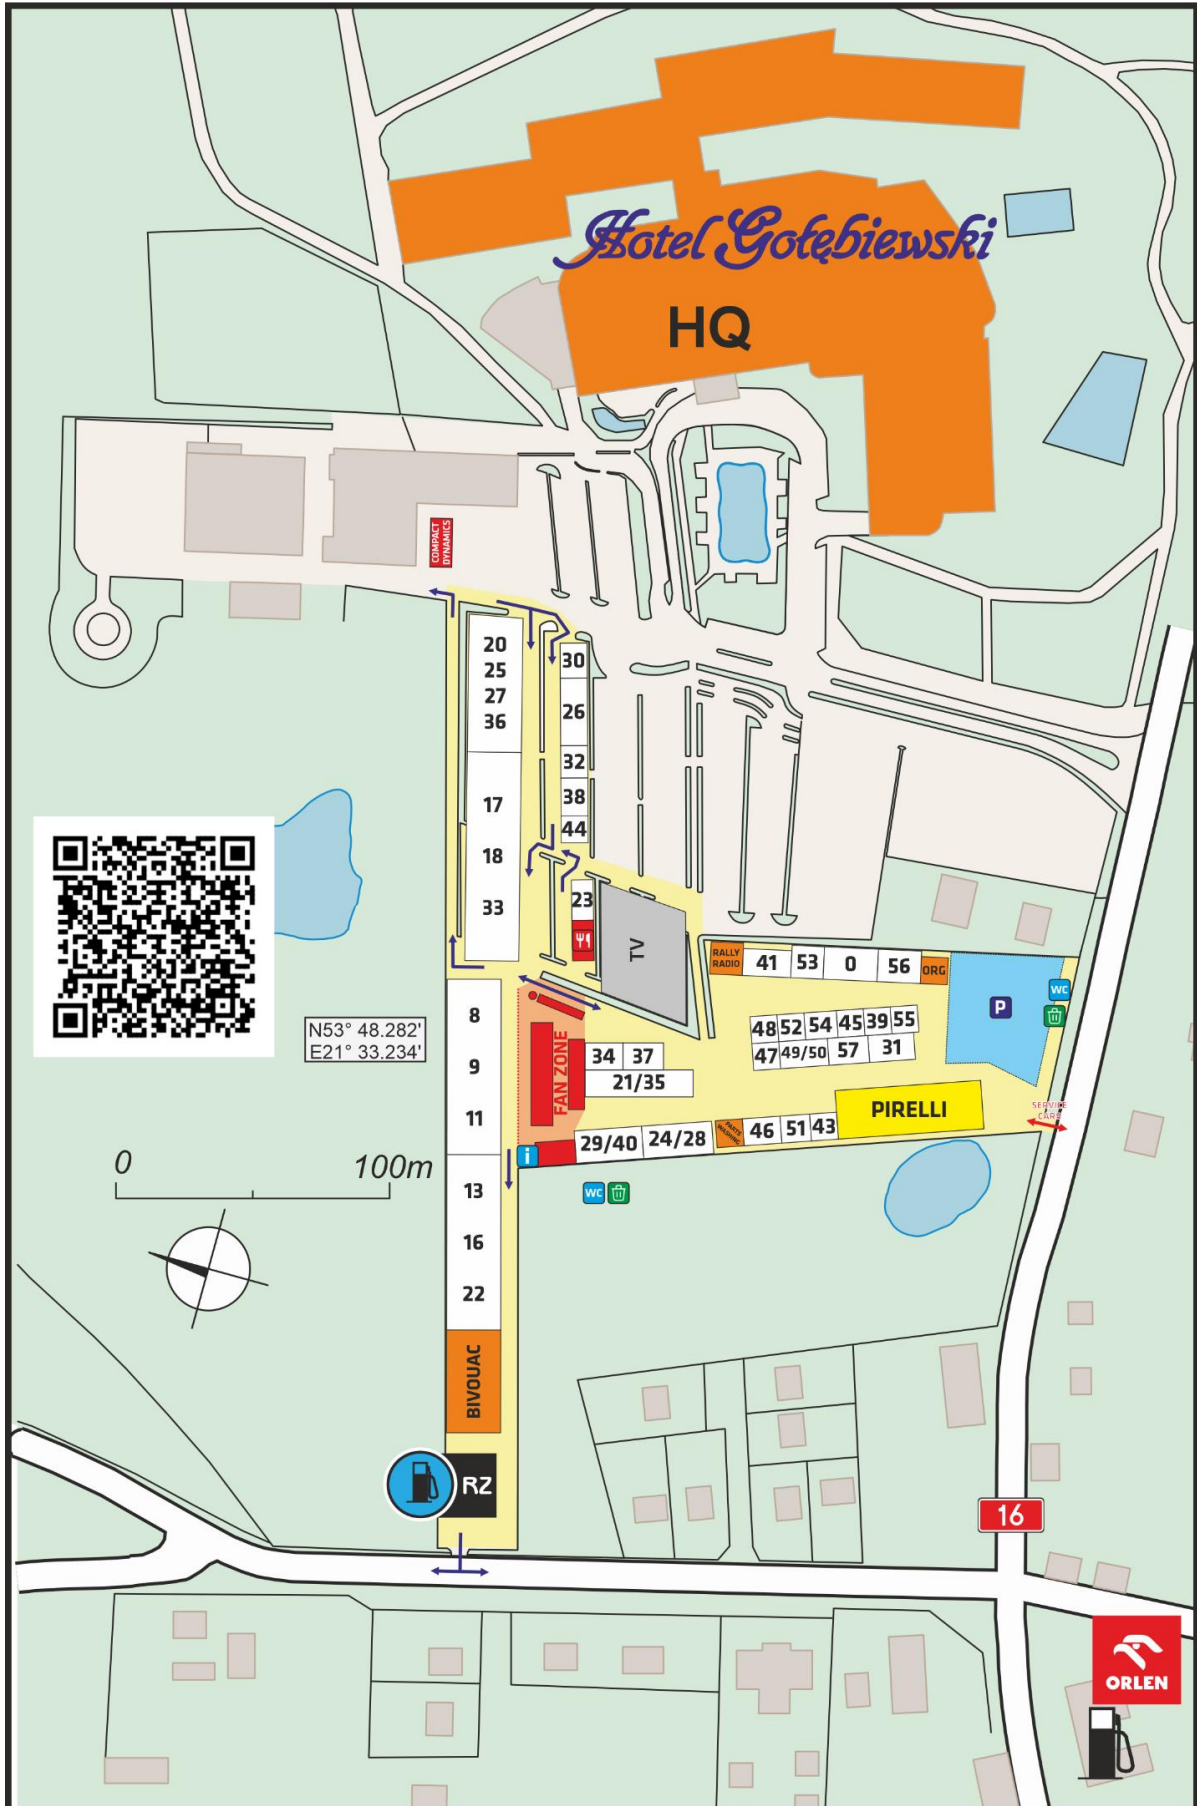 Hotel Gołębiewski
HQ
COMPACT
DYNAMICS
20
25
27
36
17
18
33
30
26
32
38
44
23
TV
RALLY
RADIO
41
53
0
56
ORG
P
WC
48
52
54
45
39
55
47
49/50
57
31
8
9
11
FAN ZONE
34
37
21/35
PIRELLI
SERVICE
CARS
N53° 48.282'
E21° 33.234'
i
29/40
24/28
PARTS
WASHING
46
51
43
0
100m
WC
13
16
22
BIVOUAC
RZ
16
ORLEN